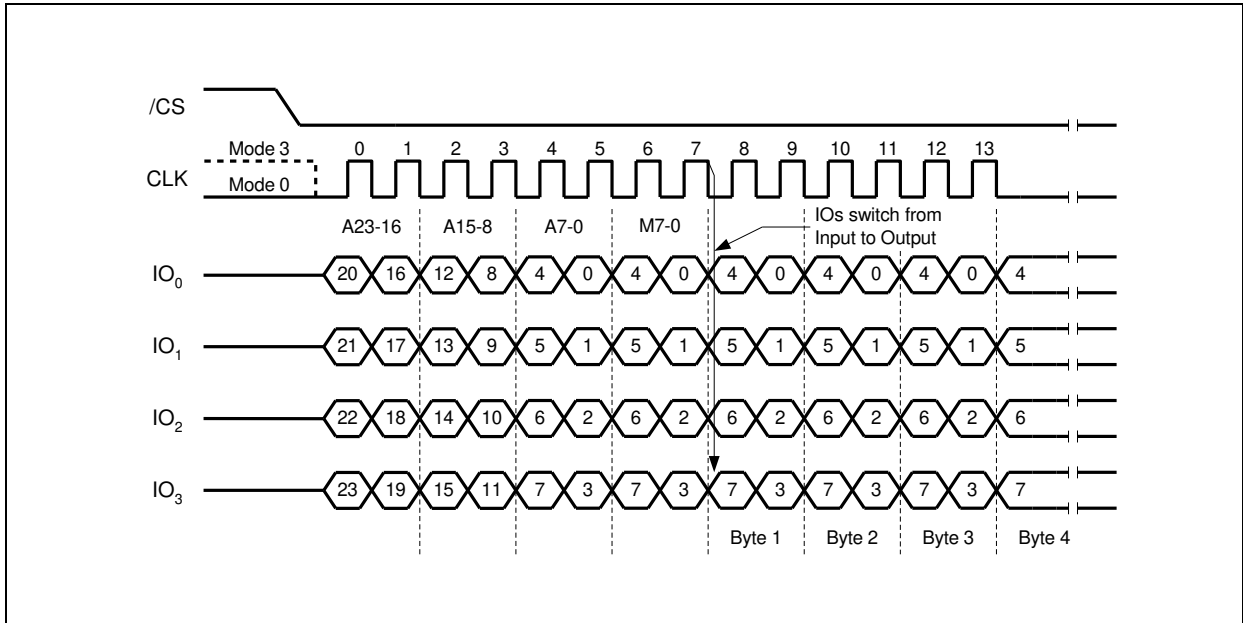 /CS
Mode 3
0 1 2 3 4 5 6 7 8 9 10 11 12 13
CLK
Mode 0
A23-16 A15-8 A7-0 M7-0
IOs switch from
Input to Output
IO0 20 16 12 8 4 0 4 0 4 0 4 0 4 0 4
IO1 21 17 13 9 5 1 5 1 5 1 5 1 5 1 5
IO2 22 18 14 10 6 2 6 2 6 2 6 2 6 2 6
IO3 23 19 15 11 7 3 7 3 7 3 7 3 7 3 7
Byte 1 Byte 2 Byte 3 Byte 4